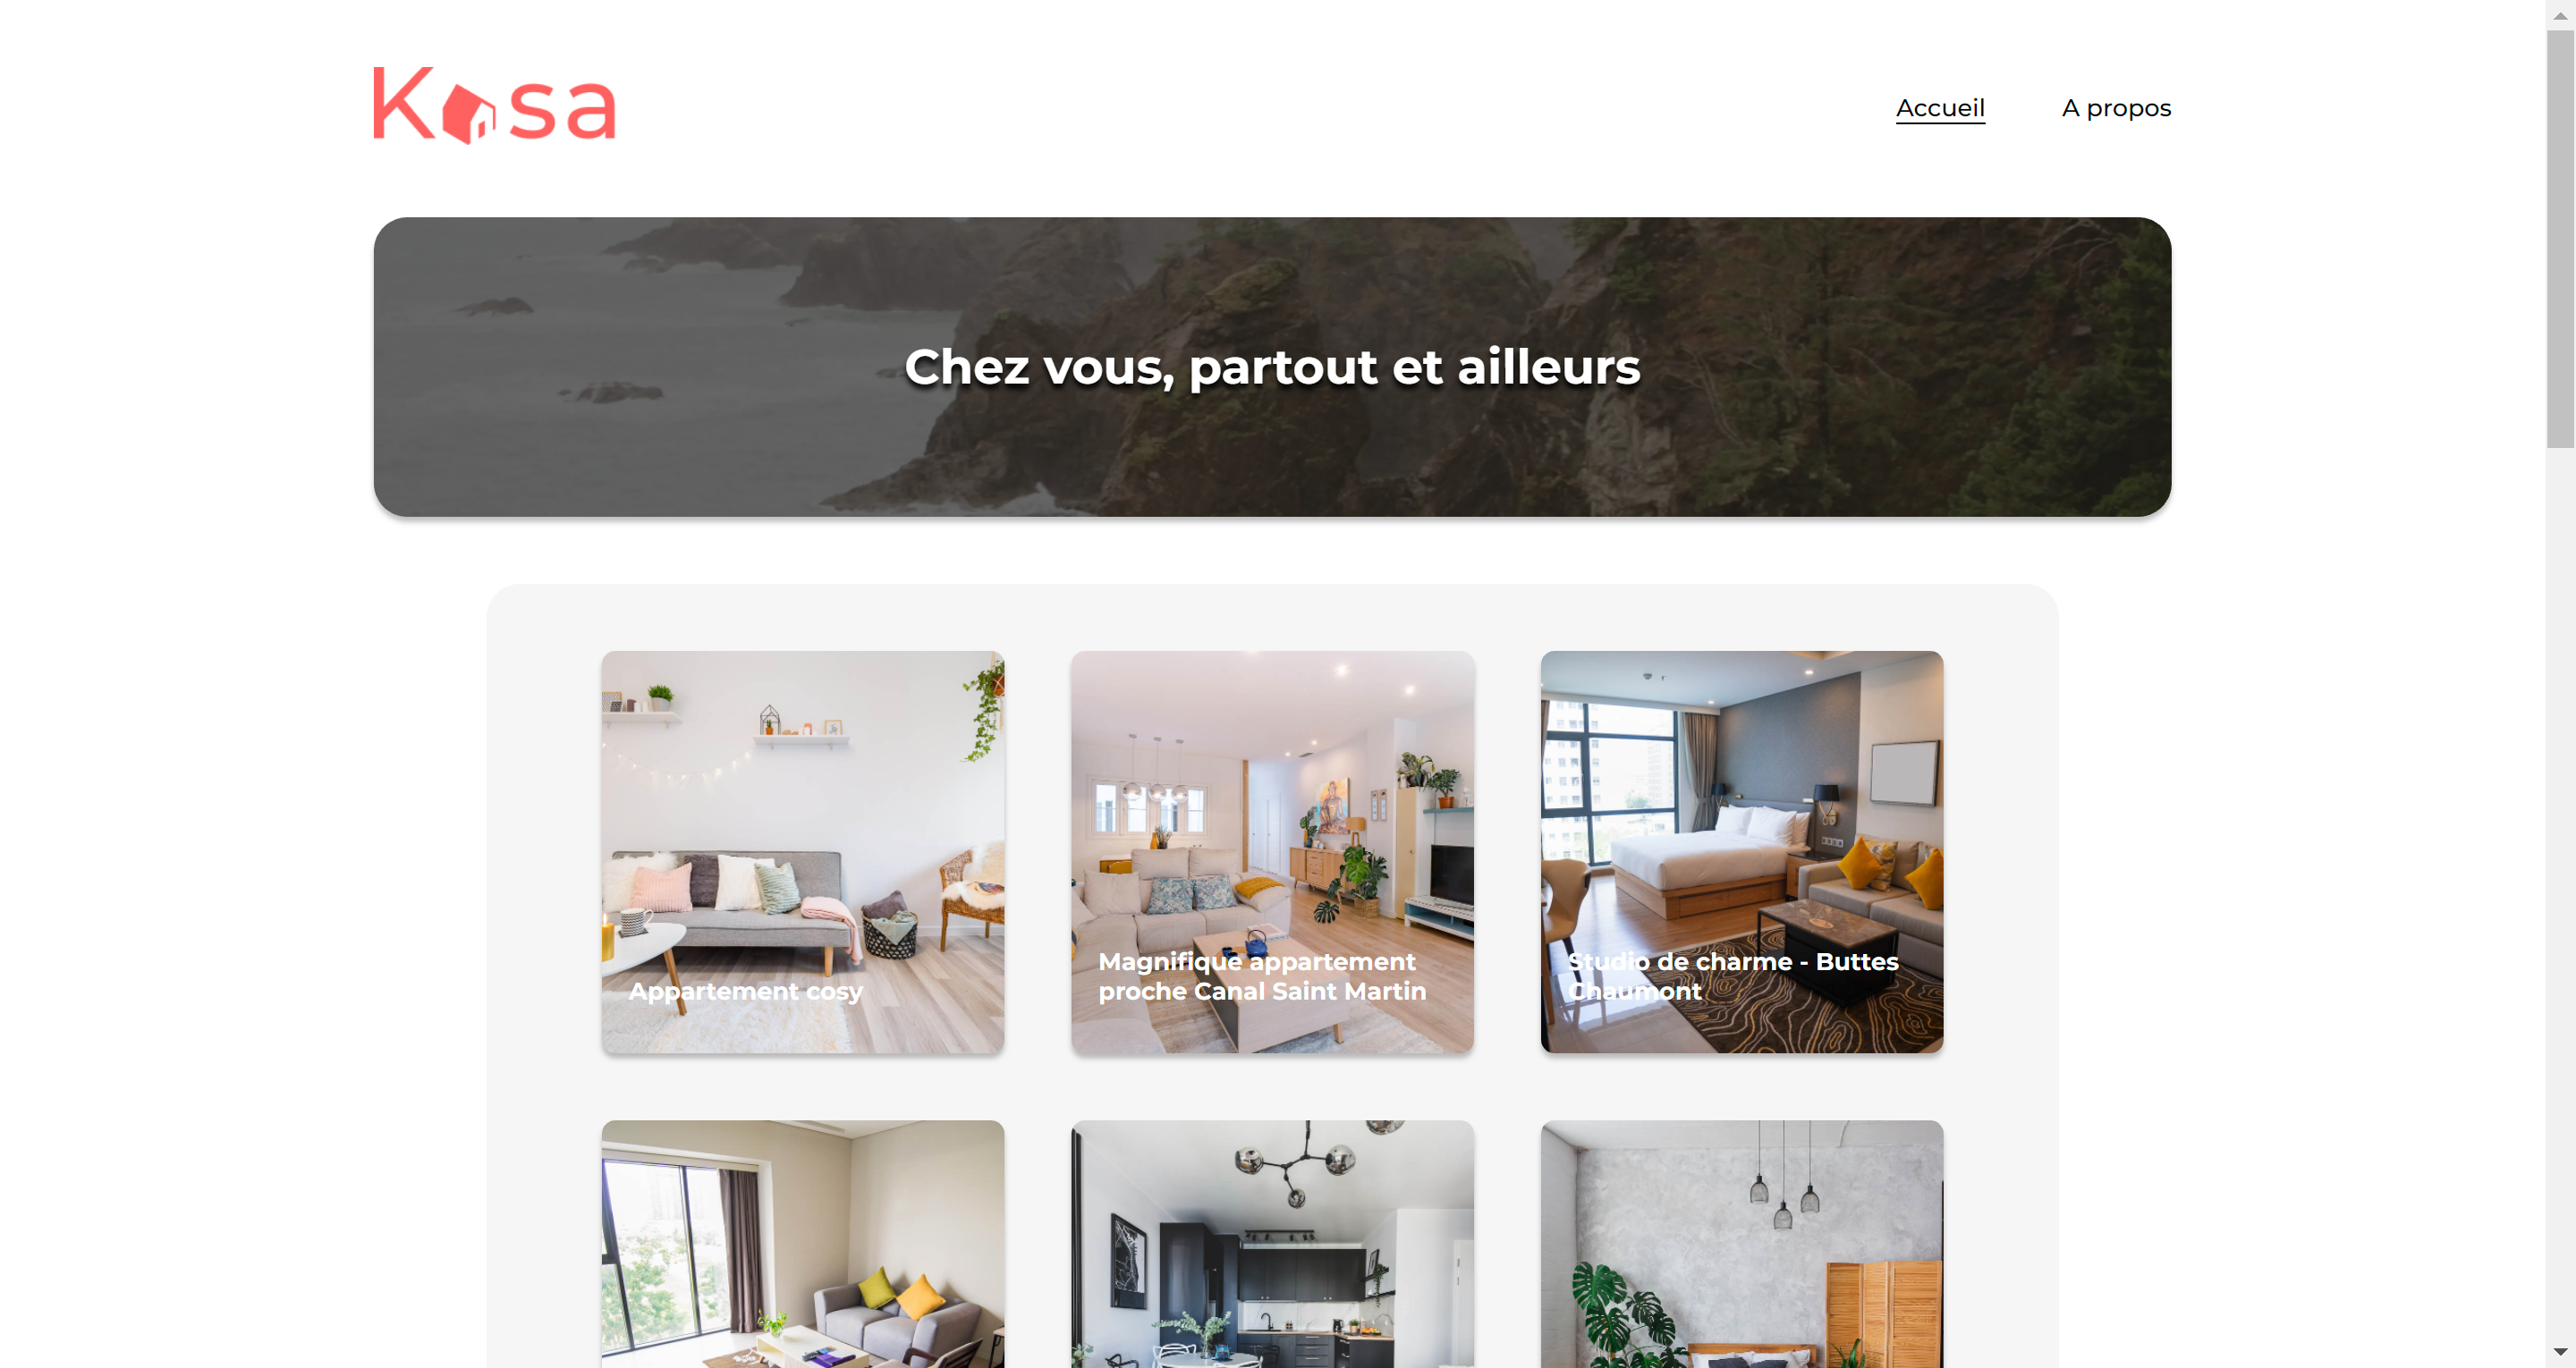 Kasa
Accueil
A propos
Chez vous, partout et ailleurs
Appartement cosy
Magnifique appartement
proche Canal Saint Martin
Studio de charme - Buttes
Chaumont